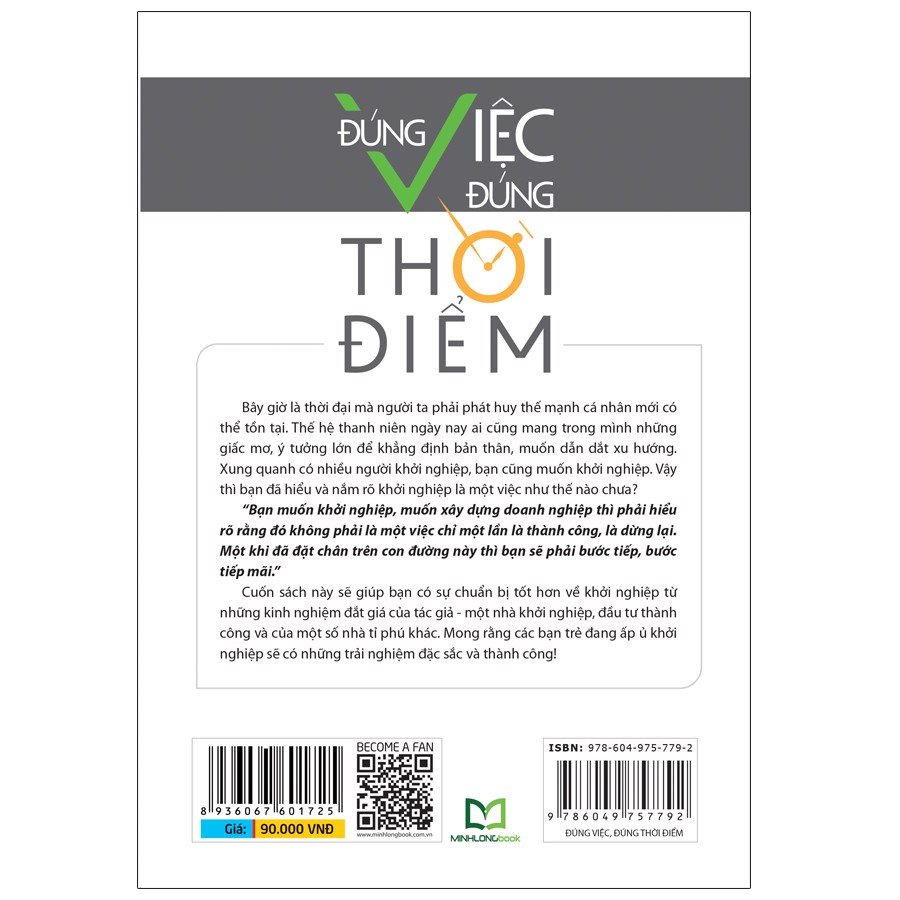 ĐÚNG VIỆC
ĐÚNG
THỜI
ĐIỂM
Bây giờ là thời đại mà người ta phải phát huy thế mạnh cá nhân mới có
thể tồn tại. Thế hệ thanh niên ngày nay ai cũng mang trong mình những
giấc mơ, ý tưởng lớn để khẳng định bản thân, muốn dẫn dắt xu hướng.
Xung quanh có nhiều người khởi nghiệp, bạn cũng muốn khởi nghiệp. Vậy
thì bạn đã hiểu và nắm rõ khởi nghiệp là một việc như thế nào chưa?
“Bạn muốn khởi nghiệp, muốn xây dựng doanh nghiệp thì phải hiểu
rõ rằng đó không phải là một việc chỉ một lần là thành công, là dừng lại.
Một khi đã đặt chân trên con đường này thì bạn sẽ phải bước tiếp, bước
tiếp mãi.”
Cuốn sách này sẽ giúp bạn có sự chuẩn bị tốt hơn về khởi nghiệp từ
những kinh nghiệm đắt giá của tác giả - một nhà khởi nghiệp, đầu tư thành
công và của một số nhà tỉ phú khác. Mong rằng các bạn trẻ đang ấp ủ khởi
nghiệp sẽ có những trải nghiệm đặc sắc và thành công!
8 936067 601725
Giá: 90.000 VNĐ
BECOME A FAN
www.minhlongbook.com.vn
MINHLONGbook
ISBN: 978-604-975-779-2
9 786049 757792
ĐÚNG VIỆC, ĐÚNG THỜI ĐIỂM